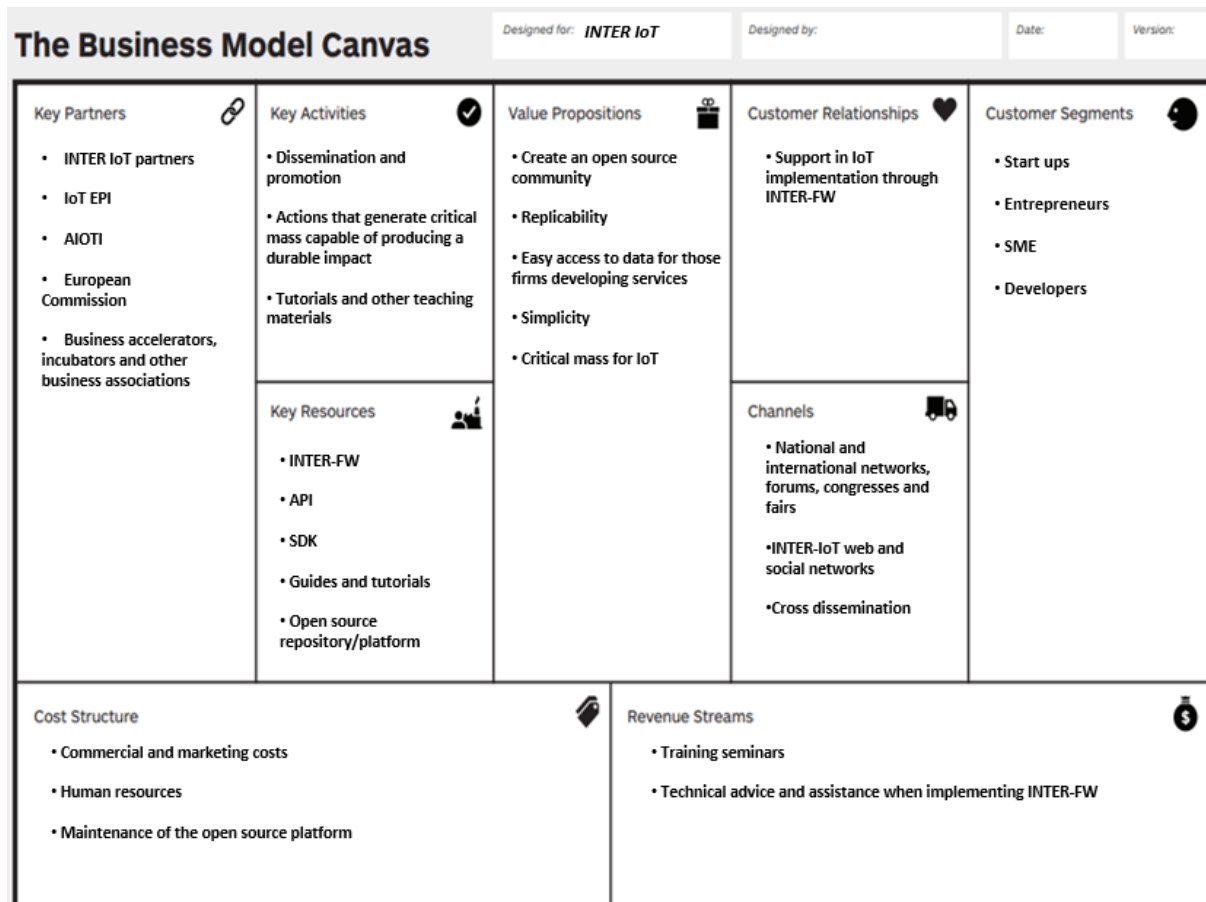 The Business Model Canvas
Designed for: INTER IoT
Designed by:
Date:
Version:
Key Partners
• INTER IoT partners
• IoT EPI
• AIOTI
• European
Commission
• Business accelerators,
incubators and other
business associations
Key Activities
• Dissemination and
promotion
• Actions that generate critical
mass capable of producing a
durable impact
• Tutorials and other teaching
materials
Key Resources
• INTER-FW
• API
• SDK
• Guides and tutorials
• Open source
repository/platform
Value Propositions
• Create an open source
community
• Replicability
• Easy access to data for those
firms developing services
• Simplicity
• Critical mass for IoT
Customer Relationships
• Support in IoT
implementation through
INTER-FW
Channels
• National and
international networks,
forums, congresses and
fairs
•INTER-IoT web and
social networks
•Cross dissemination
Customer Segments
• Start ups
• Entrepreneurs
• SME
• Developers
Cost Structure
• Commercial and marketing costs
• Human resources
• Maintenance of the open source platform
Revenue Streams
$
• Training seminars
• Technical advice and assistance when implementing INTER-FW